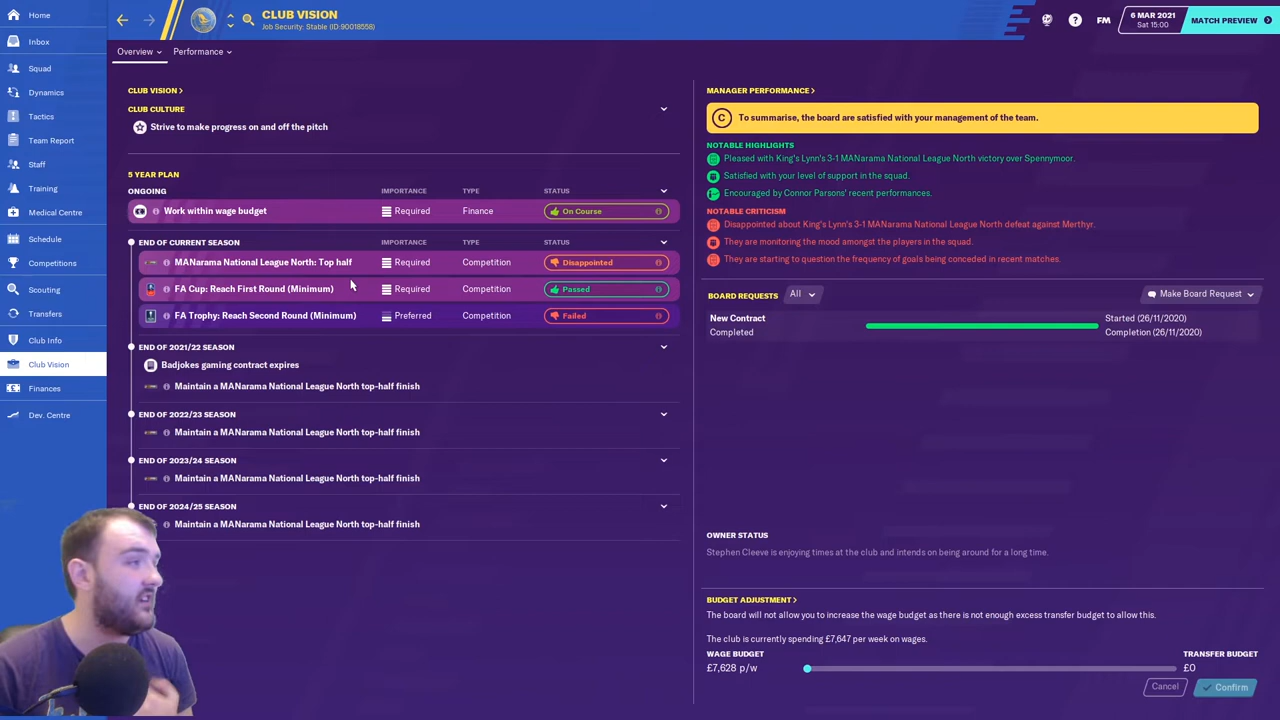 Home
Inbox
Squad
Dynamics
Tactics
Team Report
Staff
Training
Medical Centre
Schedule
Competitions
Scouting
Transfers
Club Info
Club Vision
Finances
Dev. Centre
CLUB VISION
Job Security: Stable (ID:90018558)
FM
6 MAR 2021
Sat 15:00
MATCH PREVIEW
Overview
Performance
CLUB VISION >
CLUB CULTURE
Strive to make progress on and off the pitch
5 YEAR PLAN
ONGOING IMPORTANCE TYPE STATUS
Work within wage budget Required Finance On Course
END OF CURRENT SEASON IMPORTANCE TYPE STATUS
MANarama National League North: Top half Required Competition Disappointed
FA Cup: Reach First Round (Minimum) Required Competition Passed
FA Trophy: Reach Second Round (Minimum) Preferred Competition Failed
END OF 2021/22 SEASON
Badjokes gaming contract expires
Maintain a MANarama National League North top-half finish
END OF 2022/23 SEASON
Maintain a MANarama National League North top-half finish
END OF 2023/24 SEASON
Maintain a MANarama National League North top-half finish
END OF 2024/25 SEASON
Maintain a MANarama National League North top-half finish
MANAGER PERFORMANCE >
C To summarise, the board are satisfied with your management of the team.
NOTABLE HIGHLIGHTS
Pleased with King's Lynn's 3-1 MANarama National League North victory over Spennymoor.
Satisfied with your level of support in the squad.
Encouraged by Connor Parsons' recent performances.
NOTABLE CRITICISM
Disappointed about King's Lynn's 3-1 MANarama National League North defeat against Merthyr.
They are monitoring the mood amongst the players in the squad.
They are starting to question the frequency of goals being conceded in recent matches.
BOARD REQUESTS All Make Board Request
New Contract Started (26/11/2020)
Completed Completion (26/11/2020)
OWNER STATUS
Stephen Cleeve is enjoying times at the club and intends on being around for a long time.
BUDGET ADJUSTMENT >
The board will not allow you to increase the wage budget as there is not enough excess transfer budget to allow this.
The club is currently spending £7,647 per week on wages.
WAGE BUDGET TRANSFER BUDGET
£7,628 p/w £0
Cancel Confirm